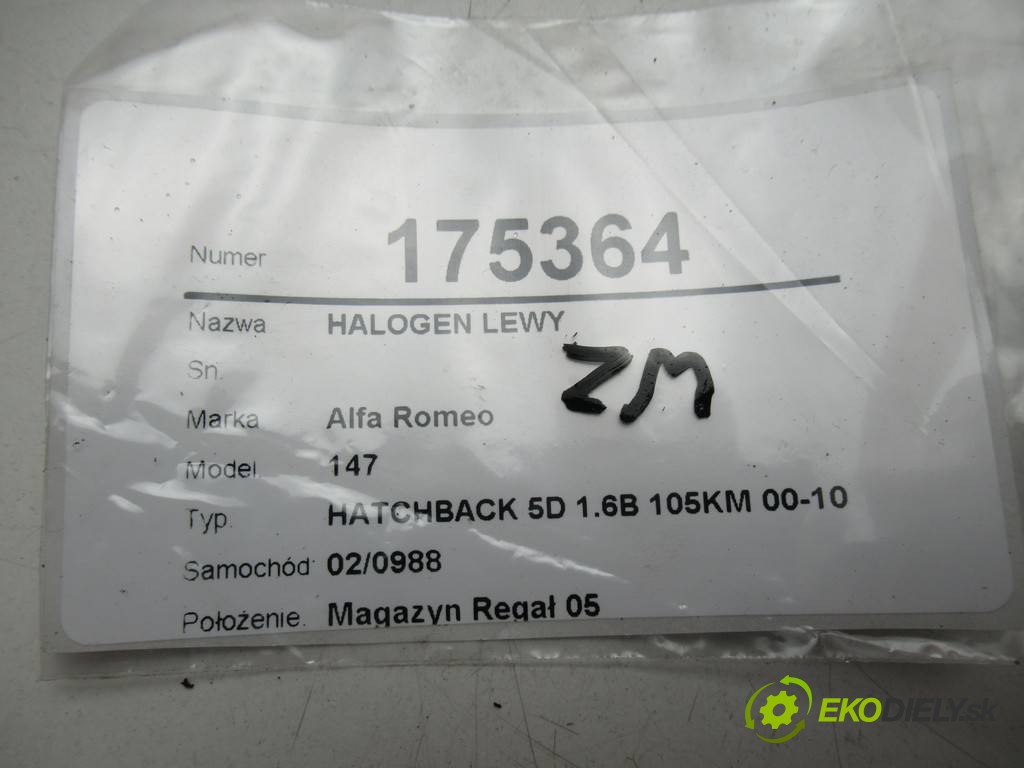 Numer 175364
Nazwa HALOGEN LEWY
Sn.
ZM
Marka Alfa Romeo
Model. 147
Typ. HATCHBACK 5D 1.6B 105KM 00-10
Samochód 02/0988
Położenie. Magazyn Regał 05
EKODIELY.sk